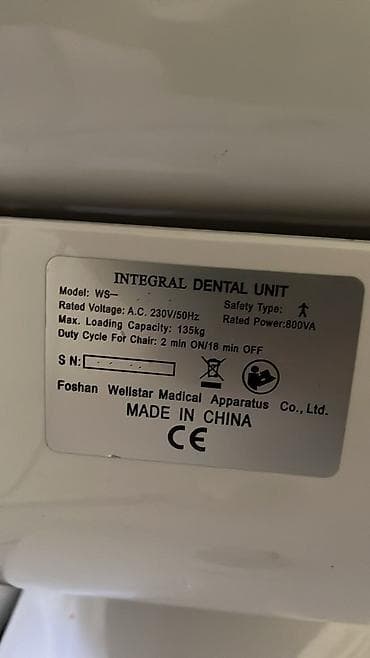 INTEGRAL DENTAL UNIT
Model: WS—
Safety Type:
Rated Voltage: A.C. 230V/50Hz
Rated Power:800VA
Max. Loading Capacity: 135kg
Duty Cycle For Chair: 2 min ON/18 min OFF
S N:
Foshan Wellstar Medical Apparatus Co., Ltd.
MADE IN CHINA
CE